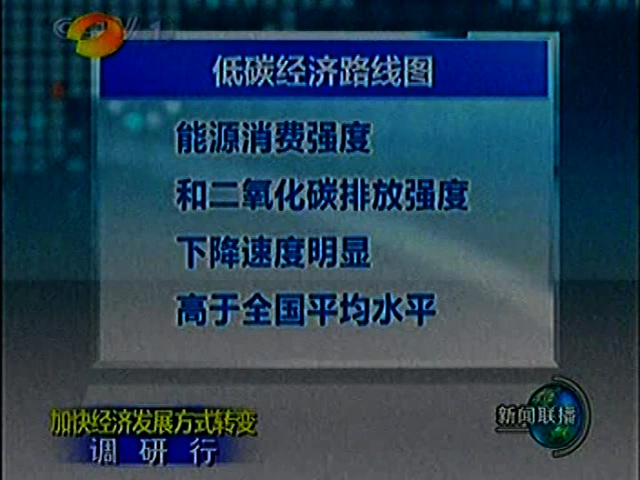 CCTV 1
低碳经济路线图
能源消费强度
和二氧化碳排放强度
下降速度明显
高于全国平均水平
加快经济发展方式转变
调研行
新闻联播